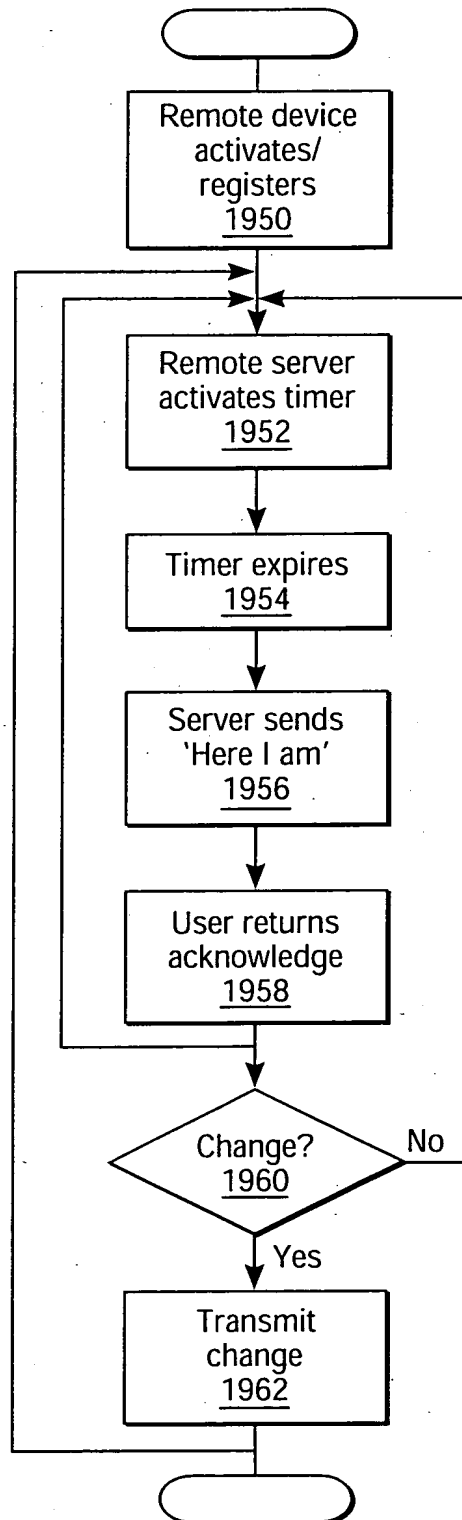 Remote device
activates/
registers
1950
Remote server
activates timer
1952
Timer expires
1954
Server sends
'Here I am'
1956
User returns
acknowledge
1958
Change?
1960
No
Yes
Transmit
change
1962